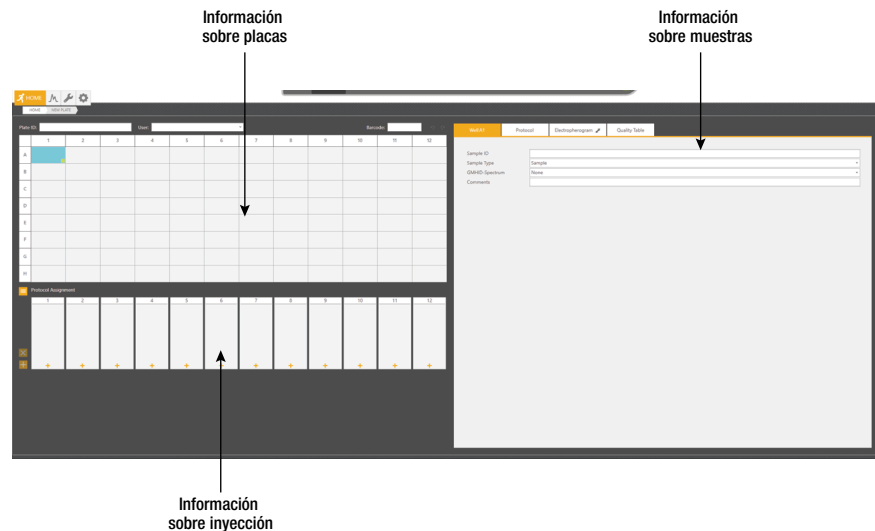 Información
sobre placas
Información
sobre muestras
HOME
HOME NEW PLATE
Plate ID: User: Barcode:
1 2 3 4 5 6 7 8 9 10 11 12
A
B
C
D
E
F
G
H
Protocol Assignment
1 2 3 4 5 6 7 8 9 10 11 12
+ + + + + + + + + + + +
Well A1 Protocol Electropherogram Quality Table
Sample ID
Sample Type Sample
GMHID-Spectrum None
Comments
Información
sobre inyección